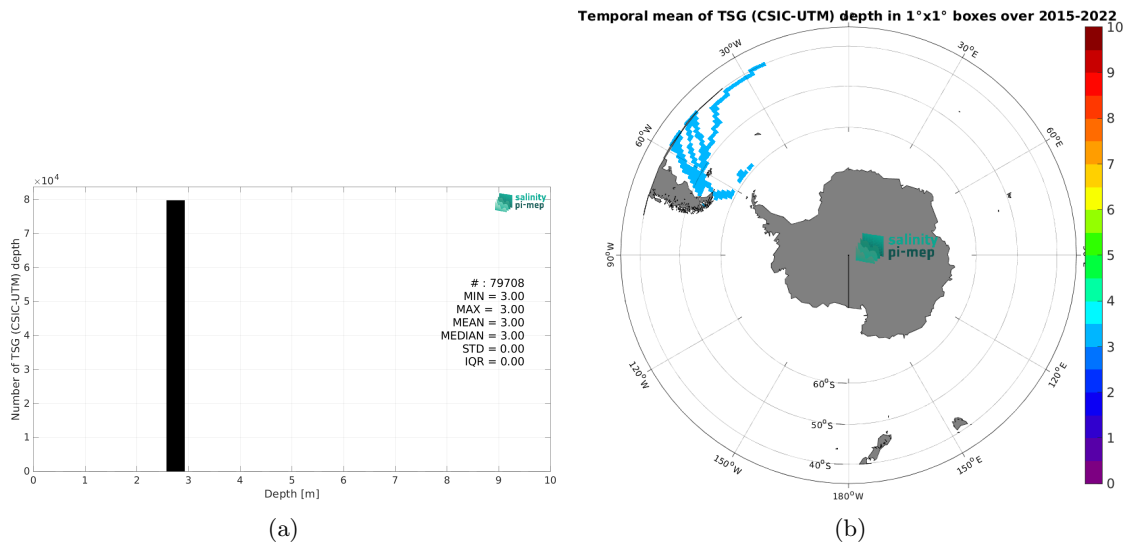 Temporal mean of TSG (CSIC-UTM) depth in 1°x1° boxes over 2015-2022
×10⁴
8
7
6
5
4
3
2
1
0
Number of TSG (CSIC-UTM) depth
salinity
pi-mep
# : 79708
MIN = 3.00
MAX = 3.00
MEAN = 3.00
MEDIAN = 3.00
STD = 0.00
IQR = 0.00
0 1 2 3 4 5 6 7 8 9 10
Depth [m]
(a)
30°W
30°E
60°W
60°E
90°W
salinity
pi-mep
120°W
120°E
150°W
150°E
180°W
60°S
50°S
40°S
10
9
8
7
6
5
4
3
2
1
0
(b)